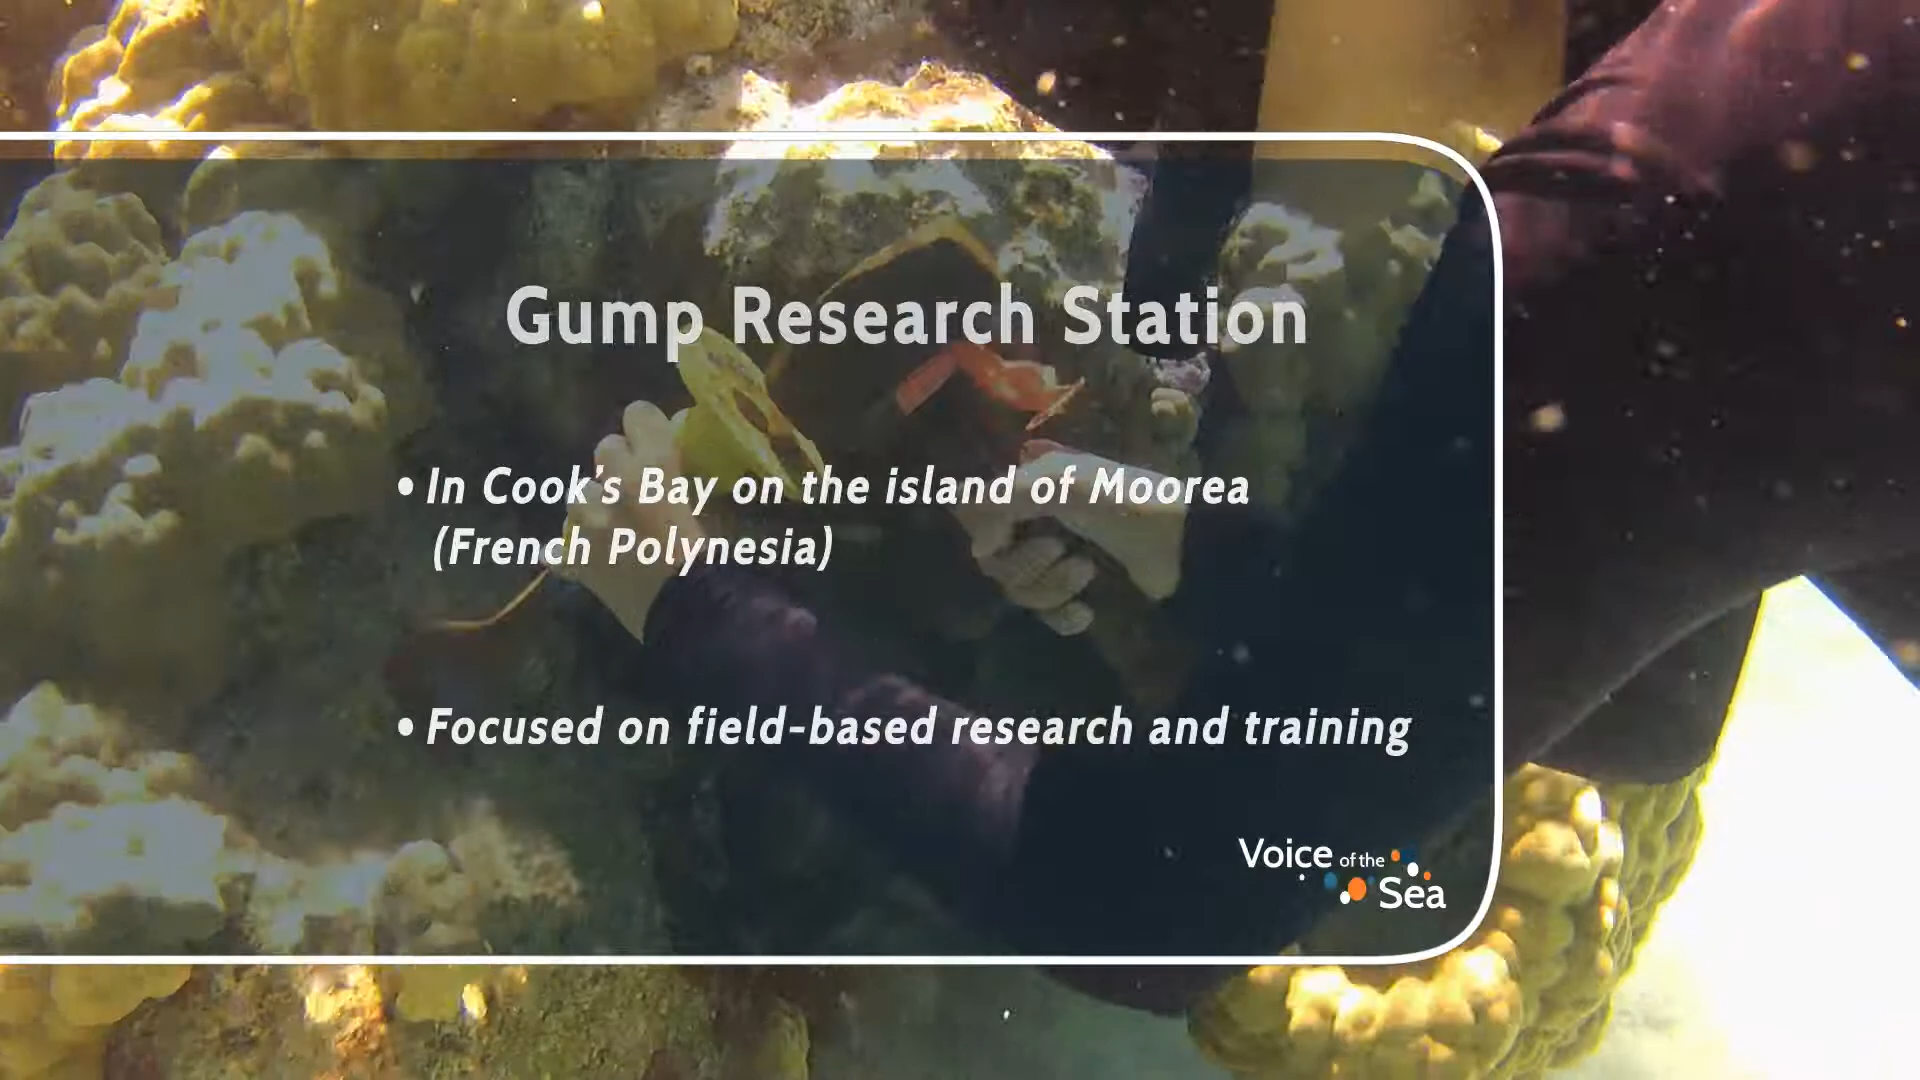 Gump Research Station
• In Cook's Bay on the island of Moorea
(French Polynesia)
• Focused on field-based research and training
Voice of the
Sea